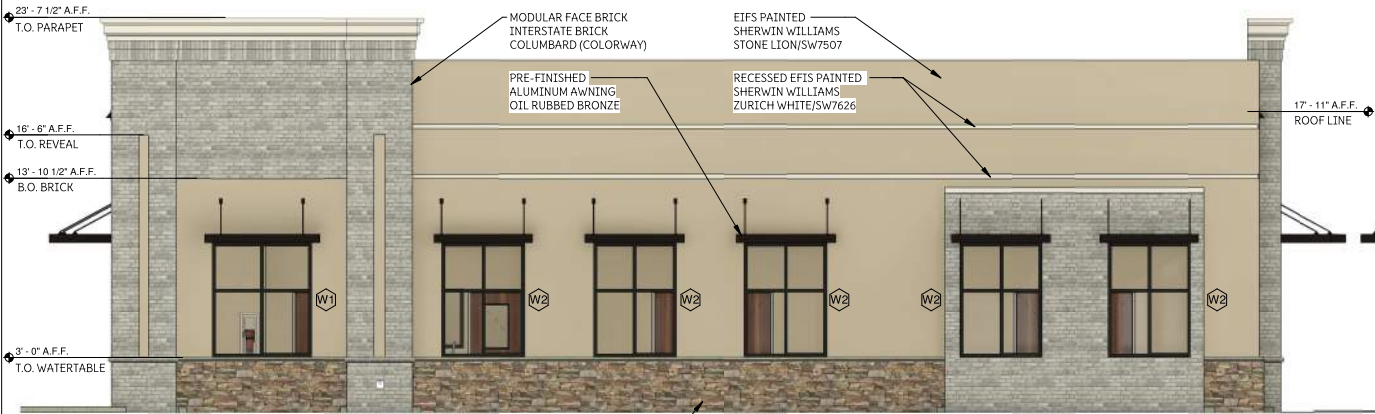 23' - 7 1/2" A.F.F.
T.O. PARAPET
MODULAR FACE BRICK
INTERSTATE BRICK
COLUMBARD (COLORWAY)
EIFS PAINTED
SHERWIN WILLIAMS
STONE LION/SW7507
PRE-FINISHED
ALUMINUM AWNING
OIL RUBBED BRONZE
RECESSED EFIS PAINTED
SHERWIN WILLIAMS
ZURICH WHITE/SW7626
17' - 11" A.F.F.
ROOF LINE
16' - 6" A.F.F.
T.O. REVEAL
13' - 10 1/2" A.F.F.
B.O. BRICK
W1
W2
W2
W2
W2
W2
3' - 0" A.F.F.
T.O. WATERTABLE